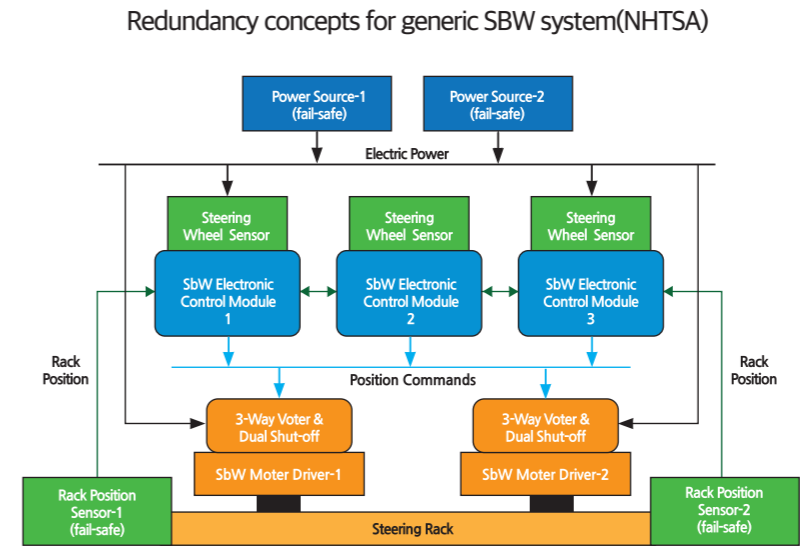 Redundancy concepts for generic SBW system(NHTSA)
Power Source-1
(fail-safe)
Power Source-2
(fail-safe)
Electric Power
Steering
Wheel Sensor
Steering
Wheel Sensor
Steering
Wheel Sensor
SbW Electronic
Control Module
1
SbW Electronic
Control Module
2
SbW Electronic
Control Module
3
Rack
Position
Rack
Position
Position Commands
3-Way Voter &
Dual Shut-off
3-Way Voter &
Dual Shut-off
SbW Moter Driver-1
SbW Moter Driver-2
Rack Position
Sensor-1
(fail-safe)
Rack Position
Sensor-2
(fail-safe)
Steering Rack